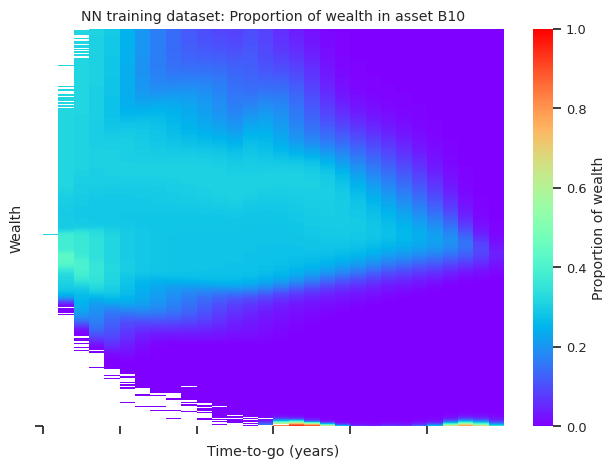 NN training dataset: Proportion of wealth in asset B10
Wealth
Time-to-go (years)
1.0
0.8
0.6
0.4
0.2
0.0
Proportion of wealth